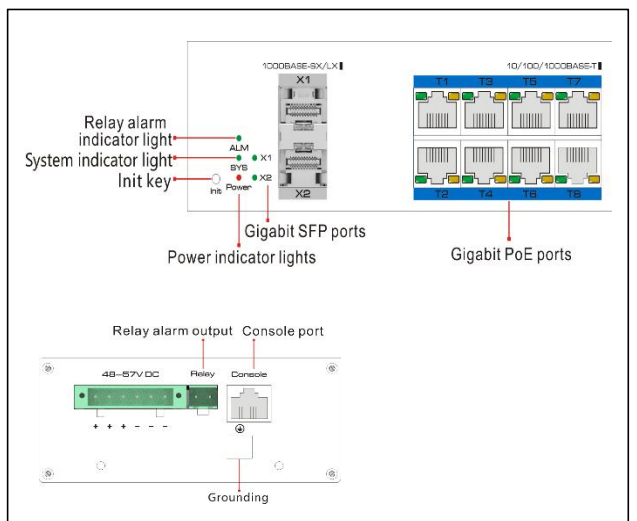 1000BASE-SX/LX
10/100/1000BASE-T
X1
T1 T3 T5 T7
Relay alarm
indicator light
ALM
System indicator light
X1
SYS
Init key
X2
Init
Power
X2
T2 T4 T6 T8
Gigabit SFP ports
Power indicator lights
Gigabit PoE ports
Relay alarm output
Console port
48-57V DC
Relay
Console
+ + + - - -
Grounding